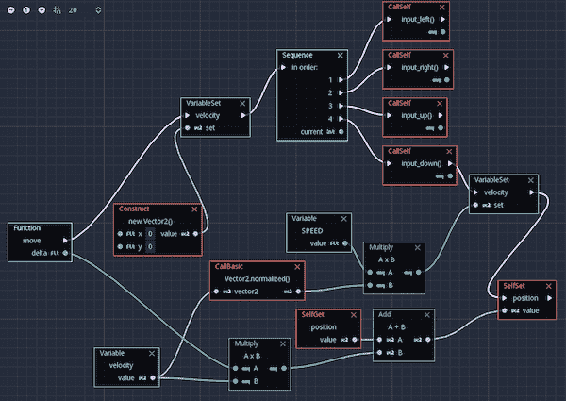 CallSelf
input_left()
CallSelf
input_right()
CallSelf
input_up()
CallSelf
input_down()
Sequence
in order:
1
2
3
4
current
VariableSet
velocity
set
Construct
new Vector2()
x 0 value
y 0
Function
move
delta
Variable
SPEED
value
Multiply
A x B
A
B
VariableSet
velocity
set
CallBasic
Vector2.normalized()
vector2
SelfGet
position
value
Add
A + B
A
B
SelfSet
position
value
Variable
velocity
value
Multiply
A x B
A
B